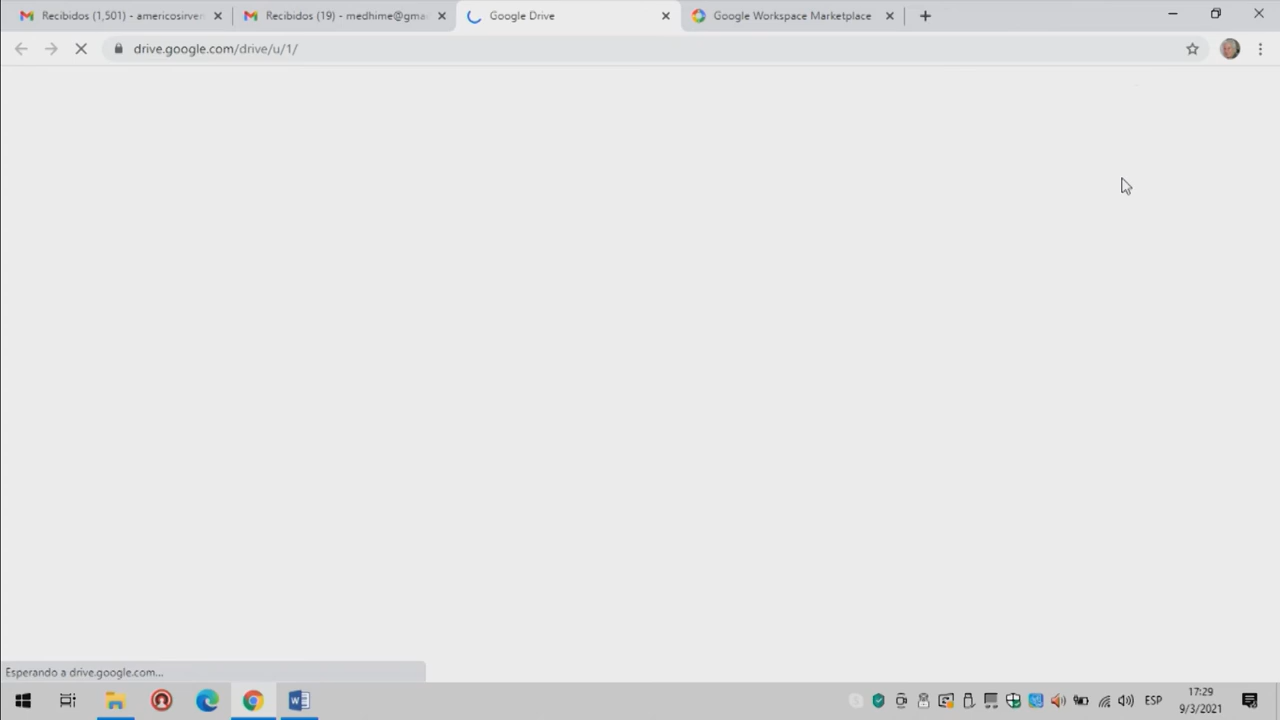 Recibidos (1,501) - americosirven
Recibidos (19) - medhime@gmai
Google Drive
Google Workspace Marketplace
drive.google.com/drive/u/1/
Esperando a drive.google.com...
ESP
17:29
9/3/2021